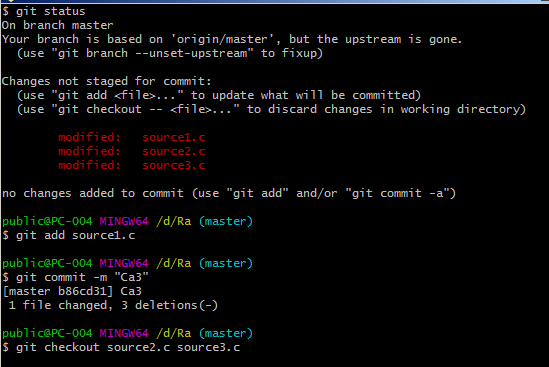 $ git status
On branch master
Your branch is based on 'origin/master', but the upstream is gone.
  (use "git branch --unset-upstream" to fixup)

Changes not staged for commit:
  (use "git add <file>..." to update what will be committed)
  (use "git checkout -- <file>..." to discard changes in working directory)

        modified:   source1.c
        modified:   source2.c
        modified:   source3.c

no changes added to commit (use "git add" and/or "git commit -a")

public@PC-004 MINGW64 /d/Ra (master)
$ git add source1.c

public@PC-004 MINGW64 /d/Ra (master)
$ git commit -m "Ca3"
[master b86cd31] Ca3
 1 file changed, 3 deletions(-)

public@PC-004 MINGW64 /d/Ra (master)
$ git checkout source2.c source3.c